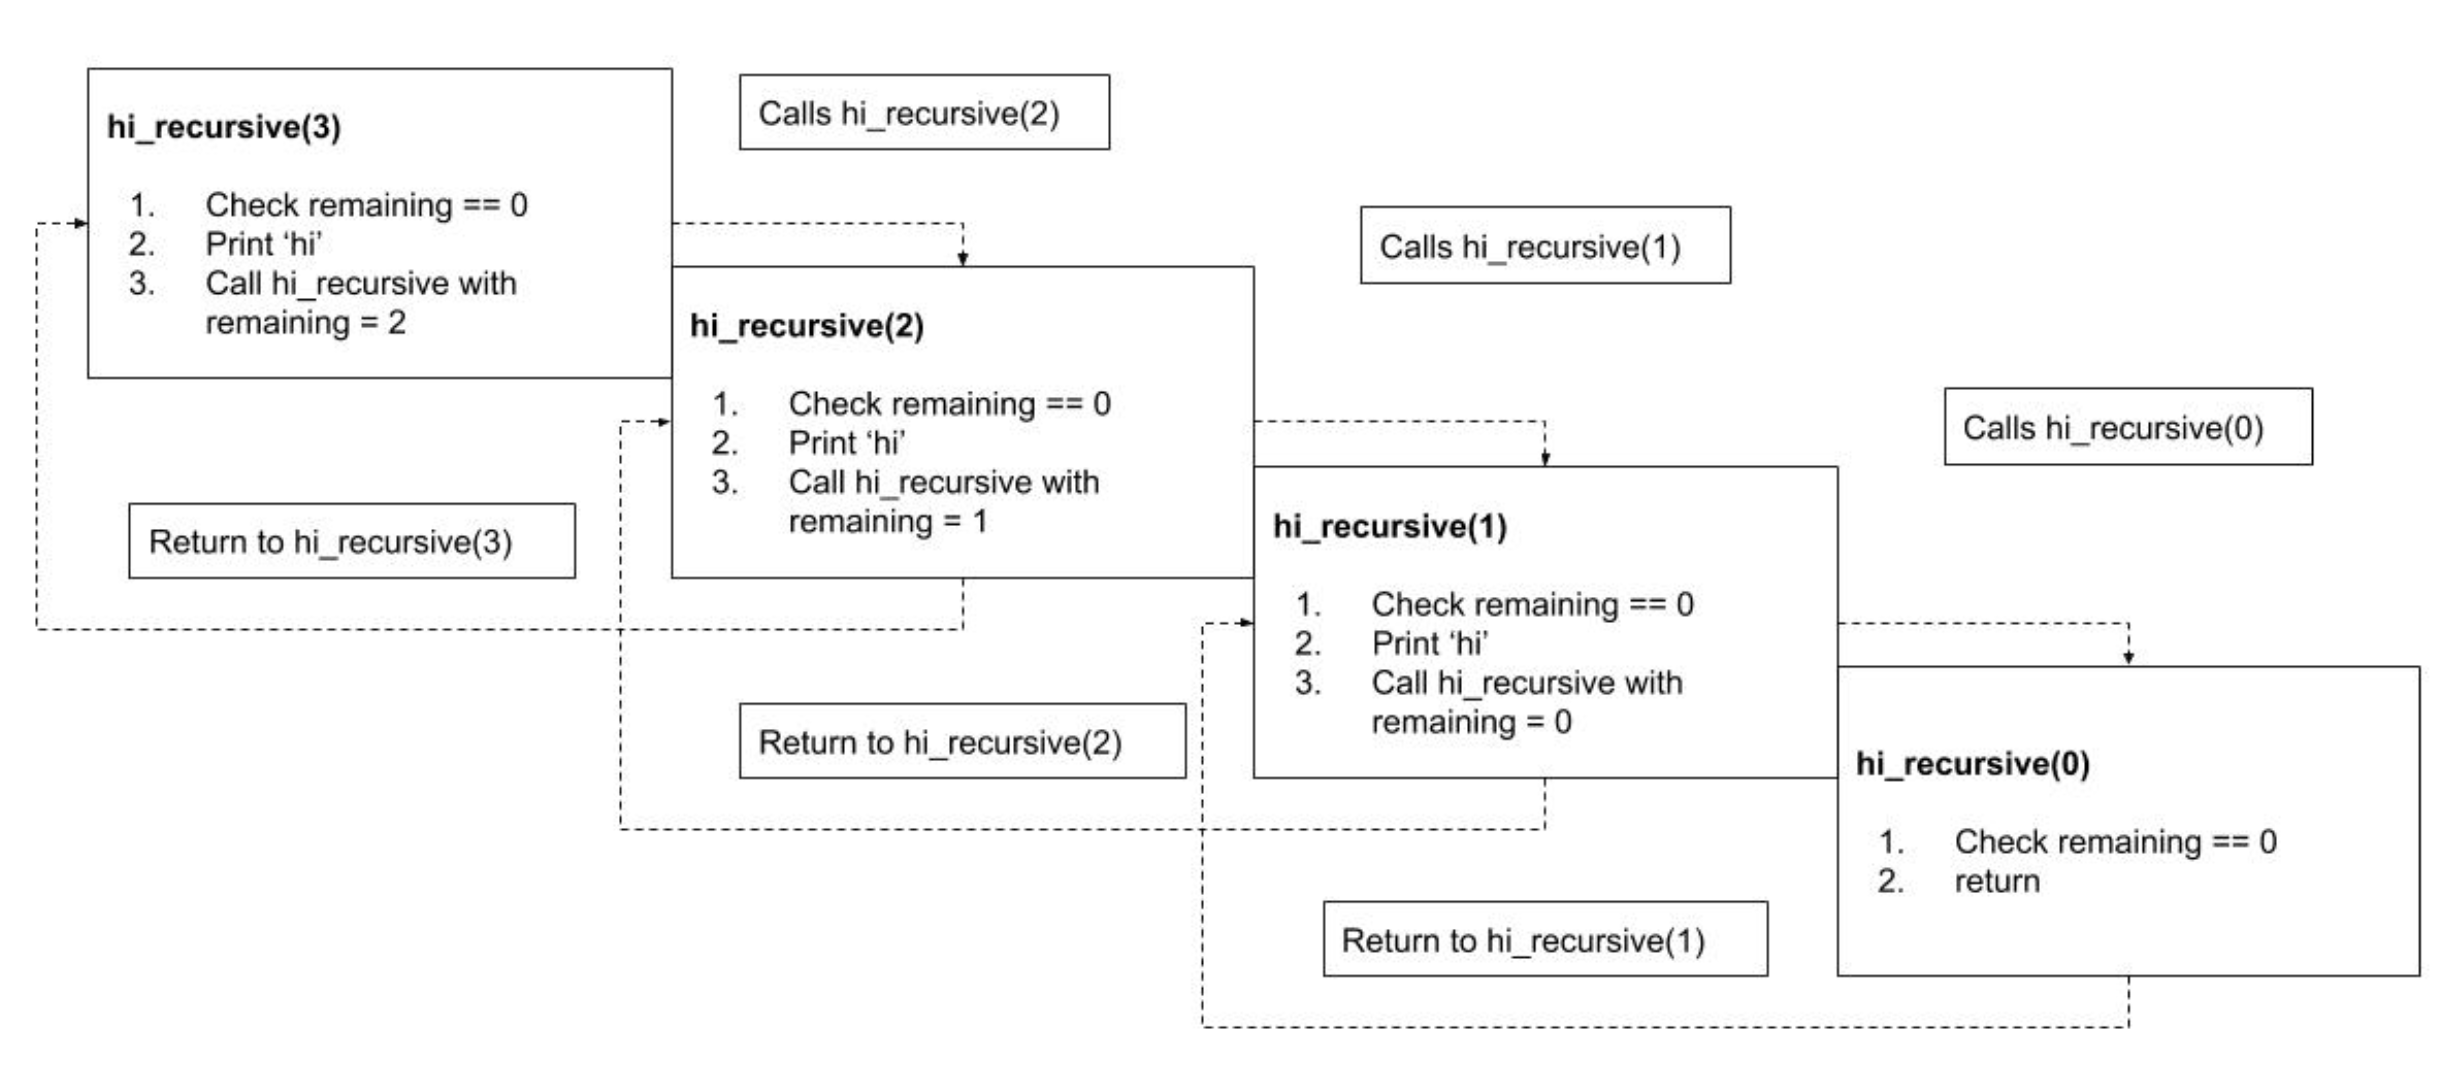 hi_recursive(3)
1. Check remaining == 0
2. Print ‘hi’
3. Call hi_recursive with
remaining = 2
Calls hi_recursive(2)
hi_recursive(2)
1. Check remaining == 0
2. Print ‘hi’
3. Call hi_recursive with
remaining = 1
Calls hi_recursive(1)
hi_recursive(1)
1. Check remaining == 0
2. Print ‘hi’
3. Call hi_recursive with
remaining = 0
Calls hi_recursive(0)
hi_recursive(0)
1. Check remaining == 0
2. return
Return to hi_recursive(1)
Return to hi_recursive(2)
Return to hi_recursive(3)